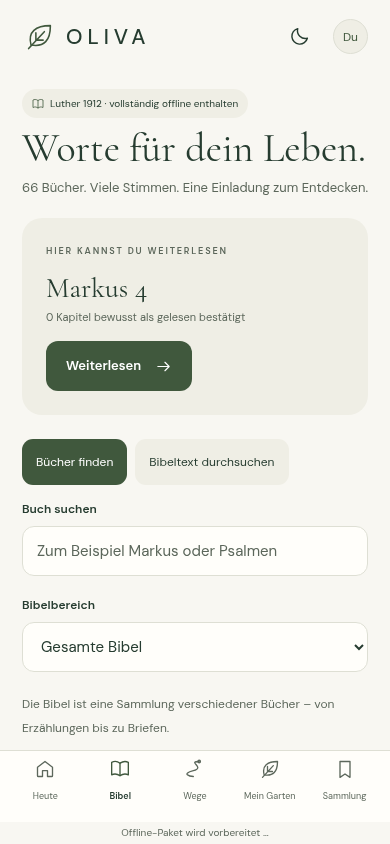 OLIVA
Du
Luther 1912 · vollständig offline enthalten
Worte für dein Leben.
66 Bücher. Viele Stimmen. Eine Einladung zum Entdecken.
HIER KANNST DU WEITERLESEN
Markus 4
0 Kapitel bewusst als gelesen bestätigt
Weiterlesen
Bücher finden
Bibeltext durchsuchen
Buch suchen
Zum Beispiel Markus oder Psalmen
Bibelbereich
Gesamte Bibel
Die Bibel ist eine Sammlung verschiedener Bücher – von
Erzählungen bis zu Briefen.
Heute
Bibel
Wege
Mein Garten
Sammlung
Offline-Paket wird vorbereitet …